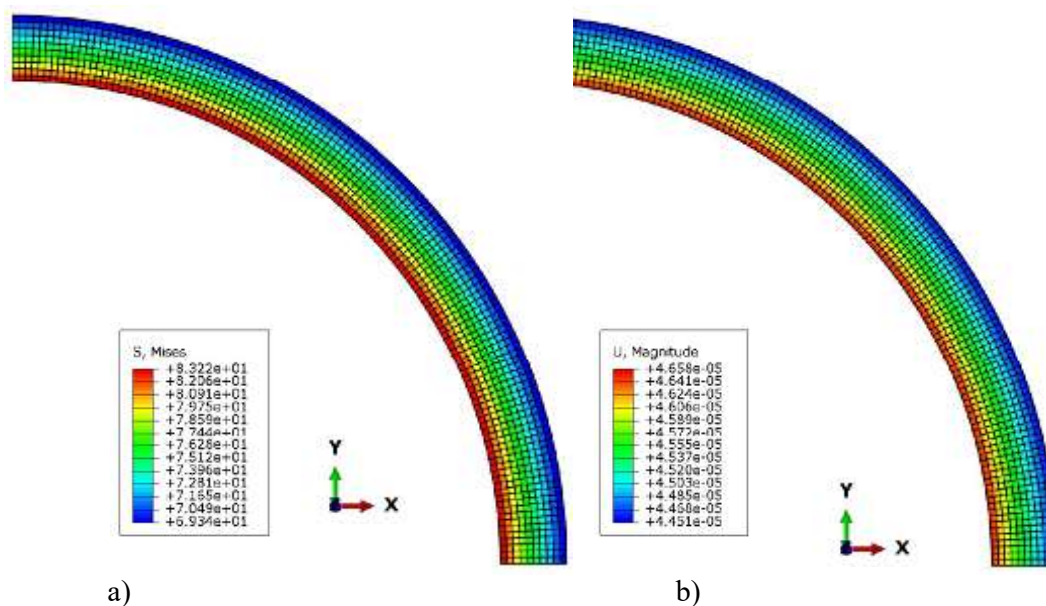 S, Mises
+8.322e+01
+8.206e+01
+8.091e+01
+7.975e+01
+7.859e+01
+7.744e+01
+7.628e+01
+7.512e+01
+7.396e+01
+7.281e+01
+7.165e+01
+7.049e+01
+6.934e+01
Y
X
a)
U, Magnitude
+4.658e-05
+4.641e-05
+4.624e-05
+4.606e-05
+4.589e-05
+4.572e-05
+4.555e-05
+4.537e-05
+4.520e-05
+4.503e-05
+4.485e-05
+4.468e-05
+4.451e-05
Y
X
b)